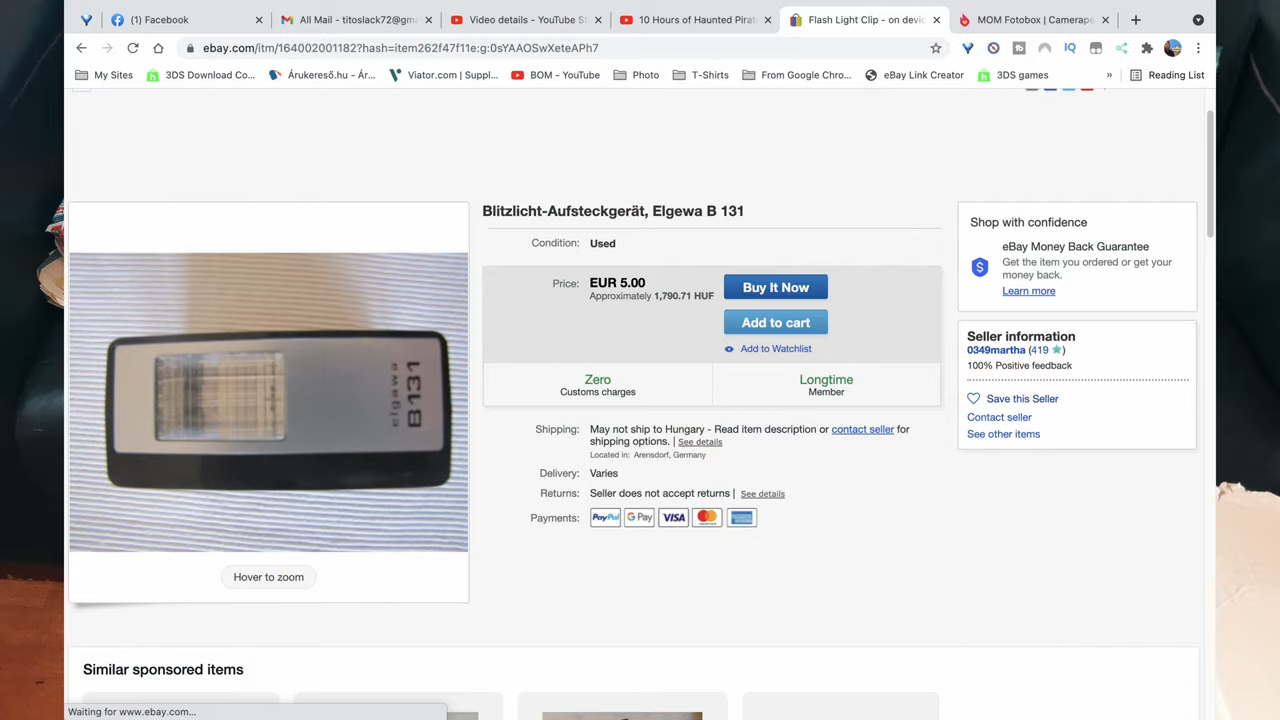 (1) Facebook
All Mail - titoslack72@gm
Video details - YouTube S
10 Hours of Haunted Pirat
Flash Light Clip - on devic
MOM Fotobox | Camerape
ebay.com/itm/164002001182?hash=item262f47f11e:g:0sYAAOSwXeteAPh7
My Sites
3DS Download Co...
Árukereső.hu - Ár...
Viator.com | Suppl...
BOM - YouTube
Photo
T-Shirts
From Google Chro...
eBay Link Creator
3DS games
»
Reading List
Blitzlicht-Aufsteckgerät, Elgewa B 131
Condition: Used
Price: EUR 5.00
Approximately 1,790.71 HUF
Buy It Now
Add to cart
Add to Watchlist
Zero
Customs charges
Longtime
Member
Shipping: May not ship to Hungary - Read item description or contact seller for
shipping options. | See details
Located in: Arensdorf, Germany
Delivery: Varies
Returns: Seller does not accept returns | See details
Payments: PayPal G Pay VISA
Shop with confidence
eBay Money Back Guarantee
Get the item you ordered or get your
money back.
Learn more
Seller information
0349martha (419 )
100% Positive feedback
Save this Seller
Contact seller
See other items
elgawa
B131
Hover to zoom
Similar sponsored items
Waiting for www.ebay.com...